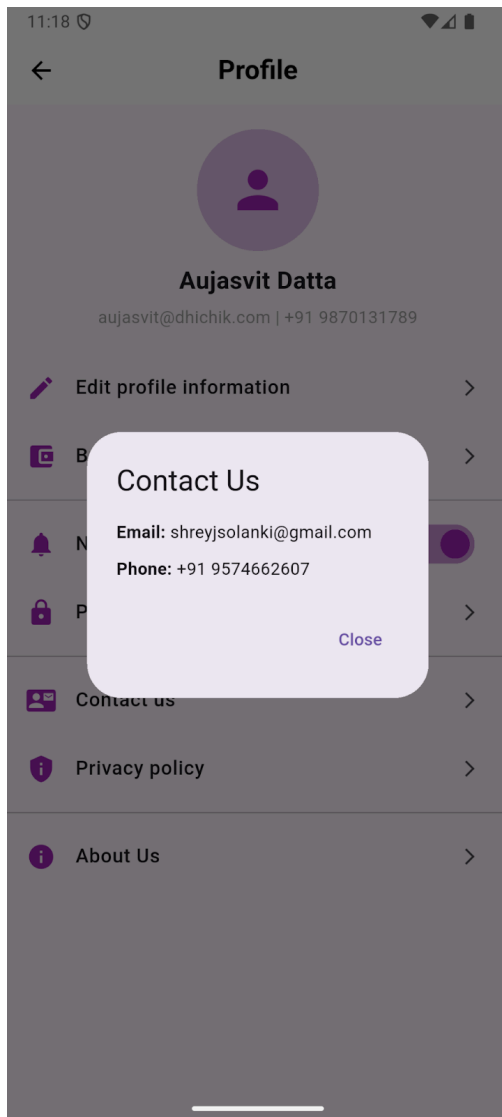 11:18
Profile
Aujasvit Datta
aujasvit@dhichik.com | +91 9870131789
Edit profile information
B
Contact Us
Email: shreyjsolanki@gmail.com
N
Phone: +91 9574662607
P
Close
Contact us
Privacy policy
About Us